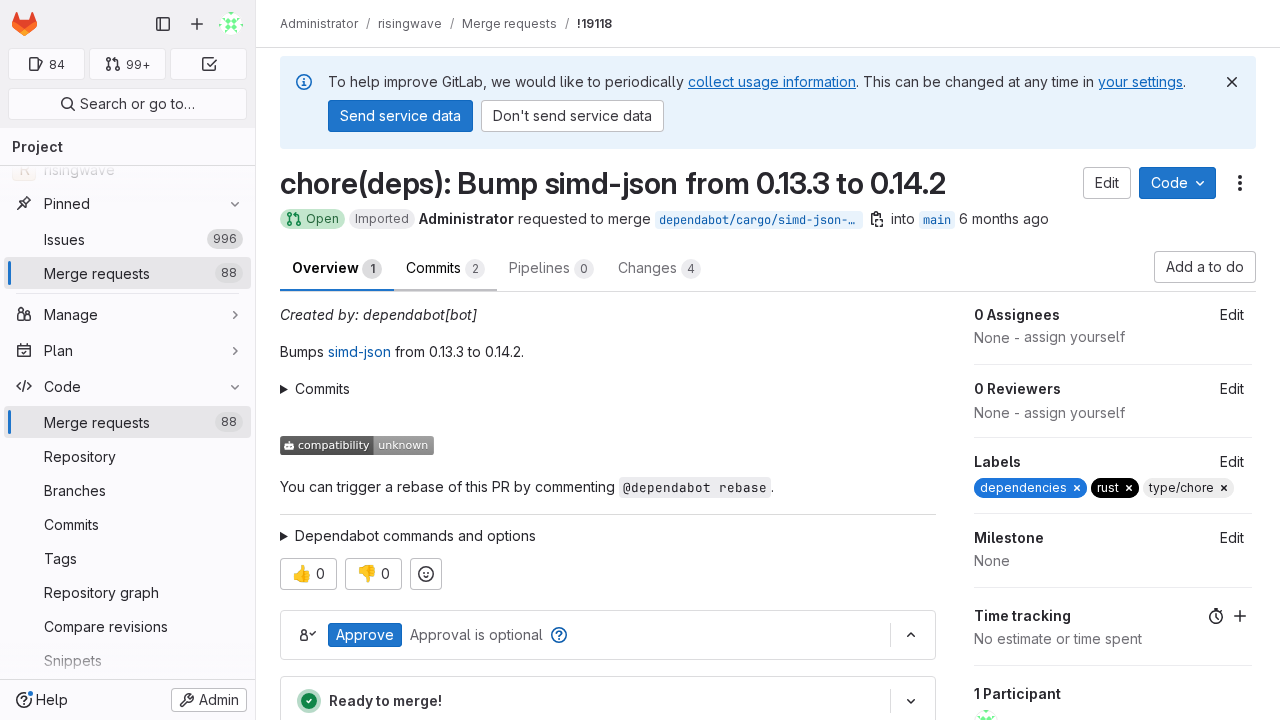 Administrator / risingwave / Merge requests / !19118
84
99+
Search or go to…
Project
R risingwave
Pinned
Issues 996
Merge requests 88
Manage
Plan
Code
Merge requests 88
Repository
Branches
Commits
Tags
Repository graph
Compare revisions
Snippets
Help
Admin
To help improve GitLab, we would like to periodically collect usage information. This can be changed at any time in your settings.
Send service data
Don't send service data
chore(deps): Bump simd-json from 0.13.3 to 0.14.2
Edit
Code
Open Imported Administrator requested to merge dependabot/cargo/simd-json-… into main 6 months ago
Overview 1
Commits 2
Pipelines 0
Changes 4
Add a to do
Created by: dependabot[bot]
Bumps simd-json from 0.13.3 to 0.14.2.
Commits
compatibility unknown
You can trigger a rebase of this PR by commenting @dependabot rebase.
Dependabot commands and options
👍 0
👎 0
Approve Approval is optional
Ready to merge!
0 Assignees Edit
None - assign yourself
0 Reviewers Edit
None - assign yourself
Labels Edit
dependencies × rust × type/chore ×
Milestone Edit
None
Time tracking
No estimate or time spent
1 Participant